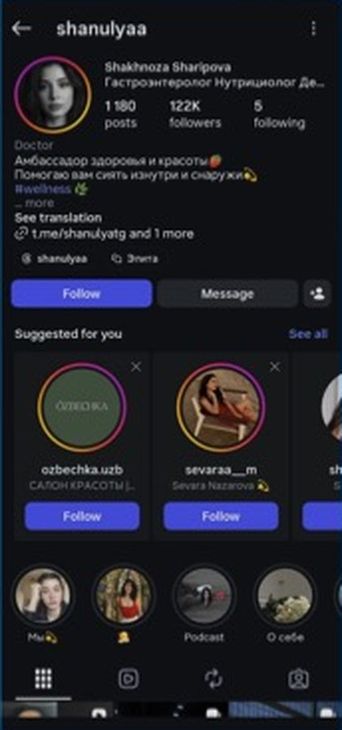 shanulyaa
Shakhnoza Sharipova
Гастроэнтеролог Нутрициолог Де...
1 180
122K
5
posts
followers
following
Doctor
Амбассадор здоровья и красоты🍓
Помогаю вам сиять изнутри и снаружи💫
#wellness 🌿
... more
See translation
t.me/shanulyatg and 1 more
shanulyaa
Элита
Follow
Message
Suggested for you
See all
ÖZBECHKA
ozbechka.uzb
САЛОН КРАСОТЫ |...
Follow
sevaraa__m
Sevara Nazarova 💫
Follow
sh
S
Мы💫
Podcast
О себе